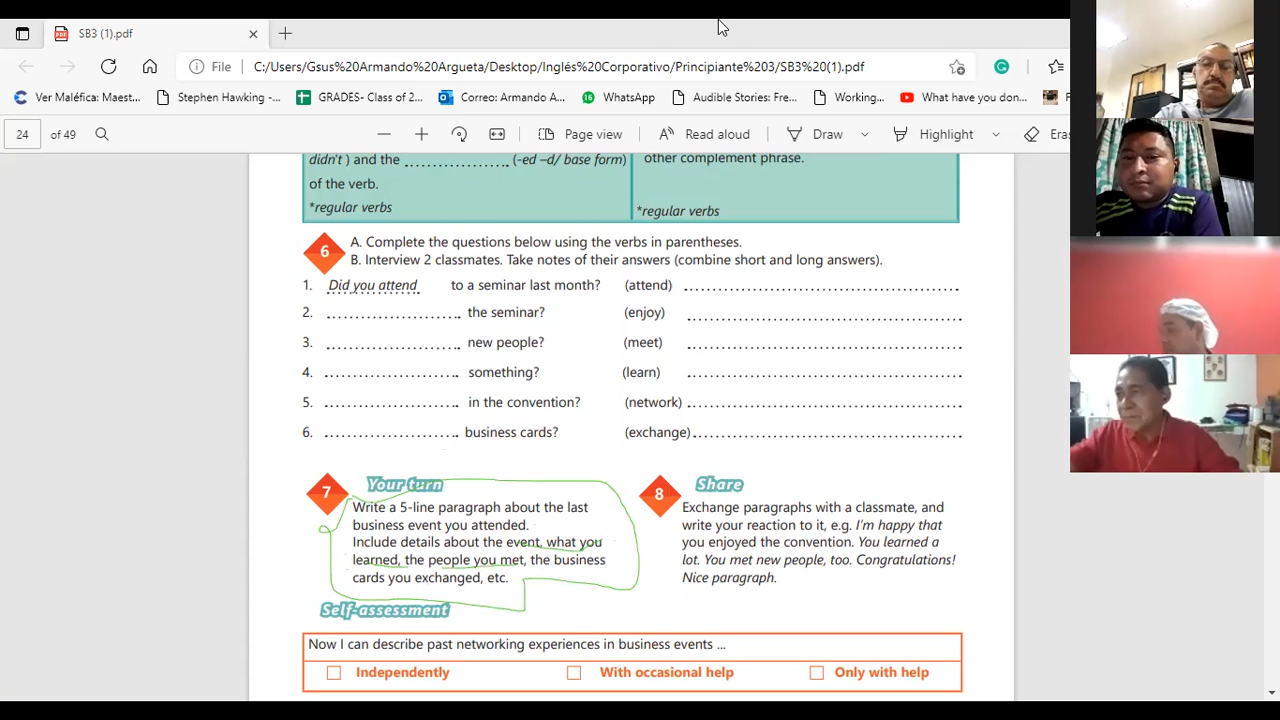 SB3 (1).pdf
File
C:/Users/Gsus%20Armando%20Argueta/Desktop/Inglés%20Corporativo/Principiante%203/SB3%20(1).pdf
Ver Maléfica: Maest...
Stephen Hawking -...
GRADES- Class of 2...
Correo: Armando A...
16
WhatsApp
Audible Stories: Fre...
Working...
What have you don...
24 of 49
Page view
Read aloud
Draw
Highlight
Eras
didn't ) and the .................... (-ed –d/ base form)
of the verb.
*regular verbs
other complement phrase.
*regular verbs
6
A. Complete the questions below using the verbs in parentheses.
B. Interview 2 classmates. Take notes of their answers (combine short and long answers).
1. Did you attend to a seminar last month? (attend) ....................
2. .................... the seminar? (enjoy) ....................
3. .................... new people? (meet) ....................
4. .................... something? (learn) ....................
5. .................... in the convention? (network) ....................
6. .................... business cards? (exchange) ....................
7
Your turn
Write a 5-line paragraph about the last
business event you attended.
Include details about the event, what you
learned, the people you met, the business
cards you exchanged, etc.
8
Share
Exchange paragraphs with a classmate, and
write your reaction to it, e.g. I'm happy that
you enjoyed the convention. You learned a
lot. You met new people, too. Congratulations!
Nice paragraph.
Self-assessment
Now I can describe past networking experiences in business events ...
Independently
With occasional help
Only with help